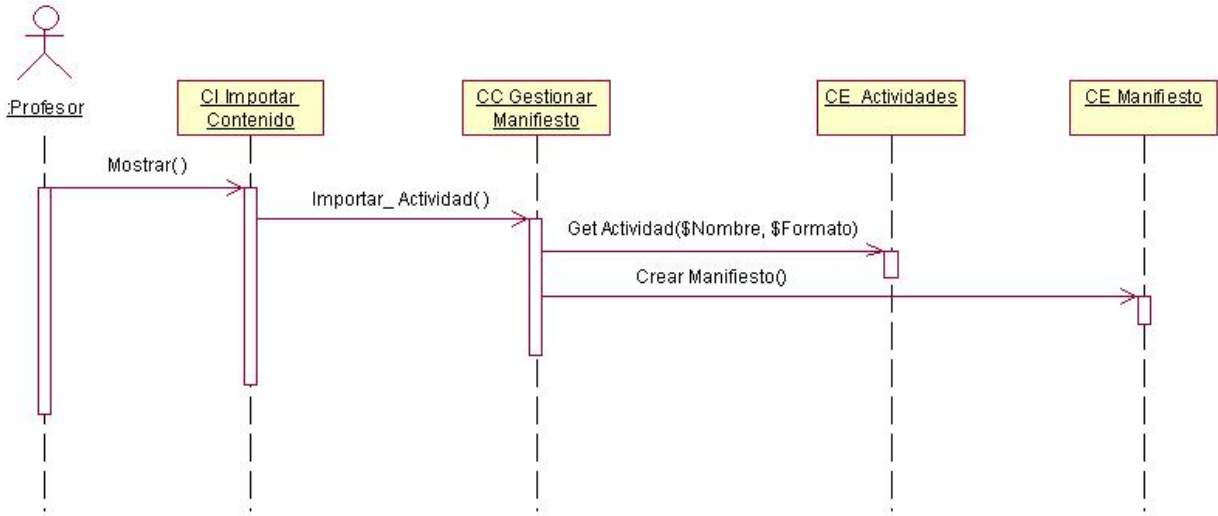 :Profesor
CI Importar
Contenido
CC Gestionar
Manifiesto
CE_Actividades
CE Manifiesto
Mostrar()
Importar_ Actividad()
Get Actividad($Nombre, $Formato)
Crear Manifiesto()